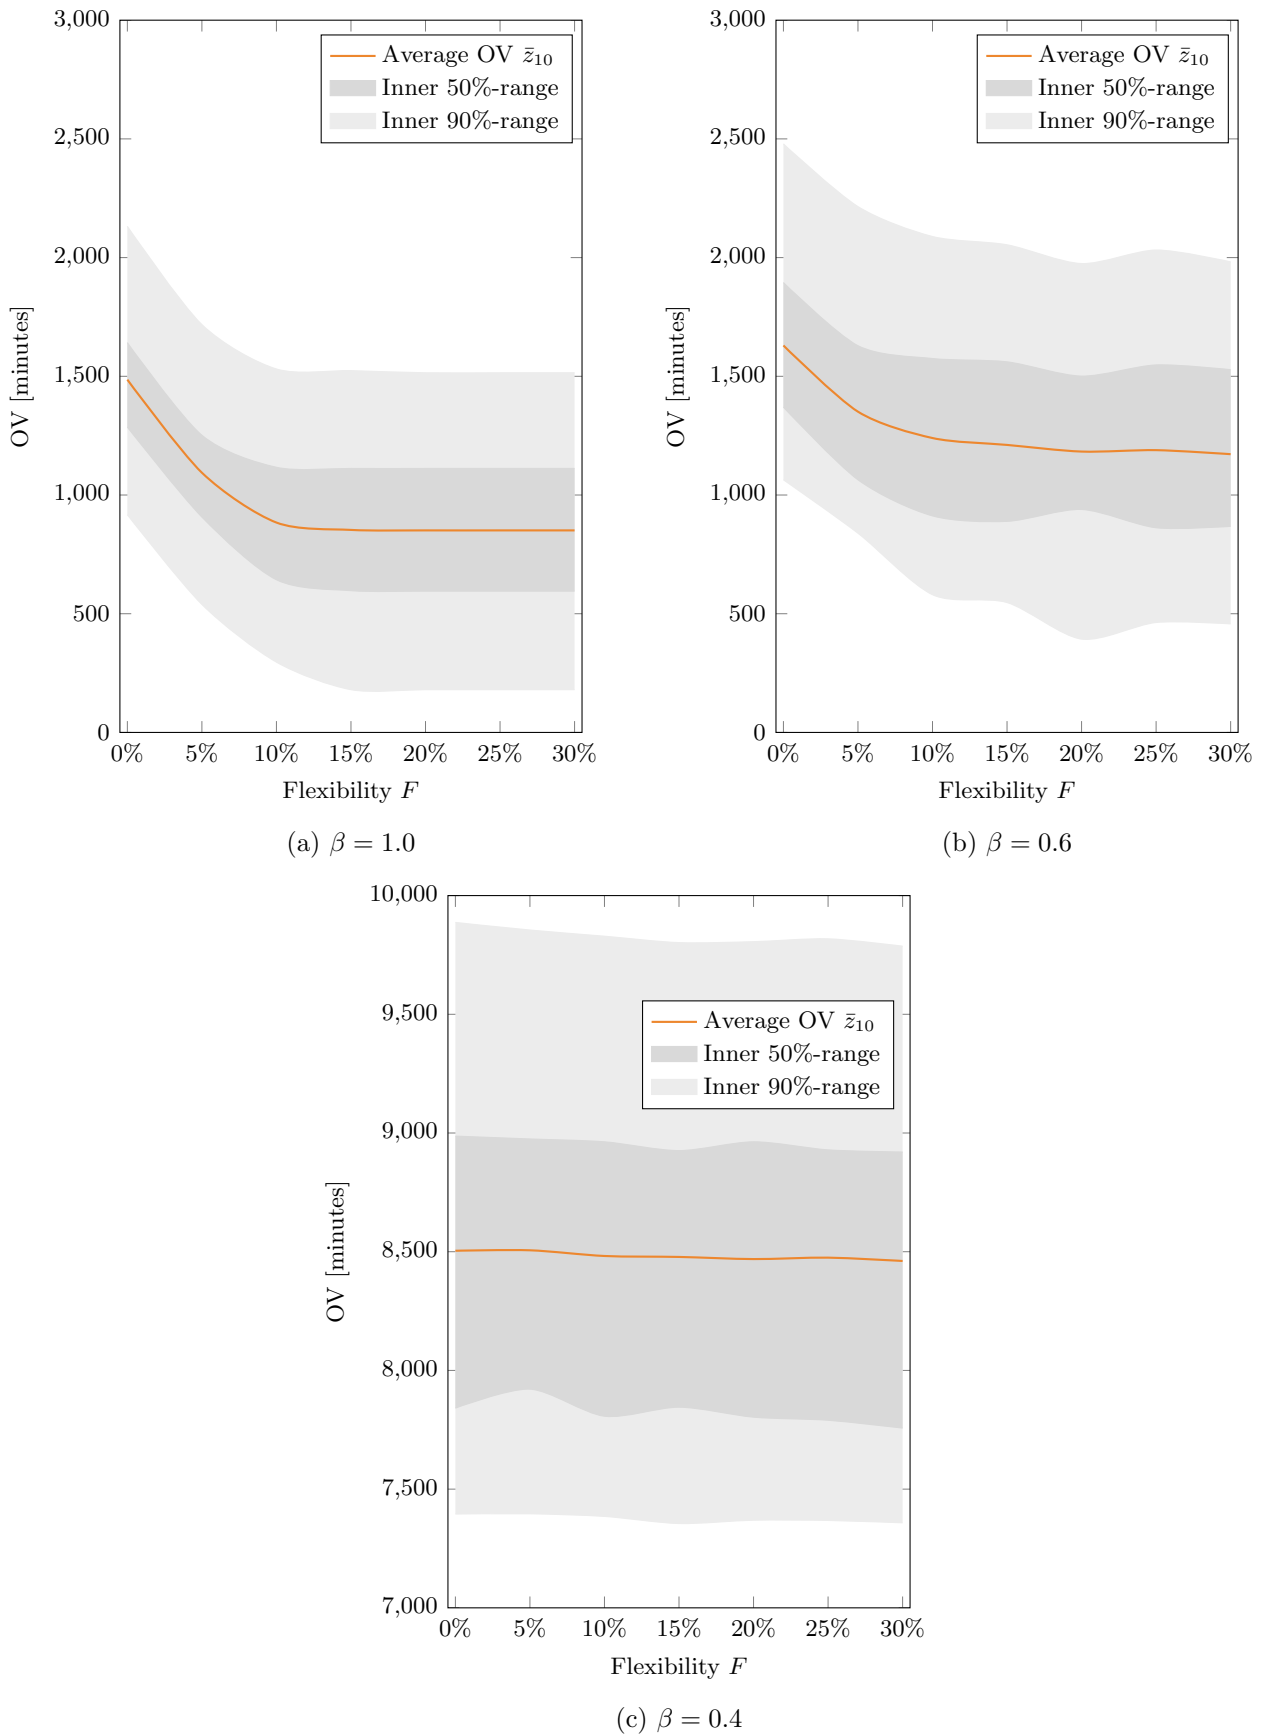 3,000
2,500
2,000
1,500
1,000
500
0
OV [minutes]
Average OV z̄₁₀
Inner 50%-range
Inner 90%-range
0% 5% 10% 15% 20% 25% 30%
Flexibility F
(a) β = 1.0
3,000
2,500
2,000
1,500
1,000
500
0
OV [minutes]
Average OV z̄₁₀
Inner 50%-range
Inner 90%-range
0% 5% 10% 15% 20% 25% 30%
Flexibility F
(b) β = 0.6
10,000
9,500
9,000
8,500
8,000
7,500
7,000
OV [minutes]
Average OV z̄₁₀
Inner 50%-range
Inner 90%-range
0% 5% 10% 15% 20% 25% 30%
Flexibility F
(c) β = 0.4